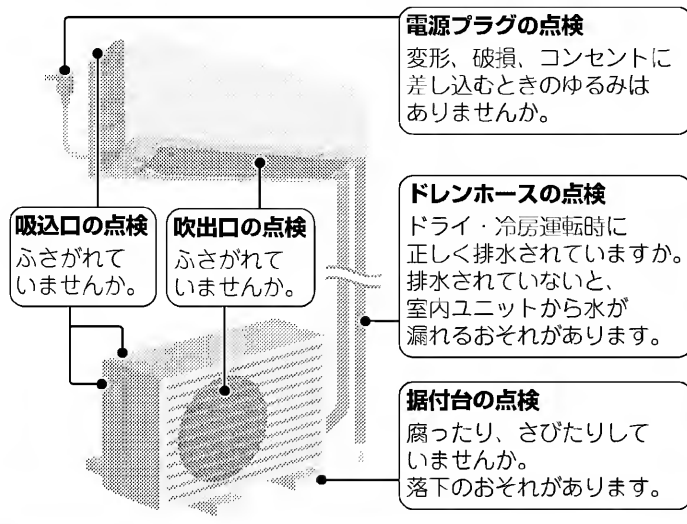 電源プラグの点検
変形、破損、コンセントに
差し込むときのゆるみは
ありませんか。
吸込口の点検
ふさがれて
いませんか。
吹出口の点検
ふさがれて
いませんか。
ドレンホースの点検
ドライ・冷房運転時に
正しく排水されていますか。
排水されていないと、
室内ユニットから水が
漏れるおそれがあります。
据付台の点検
腐ったり、さびたりして
いませんか。
落下のおそれがあります。